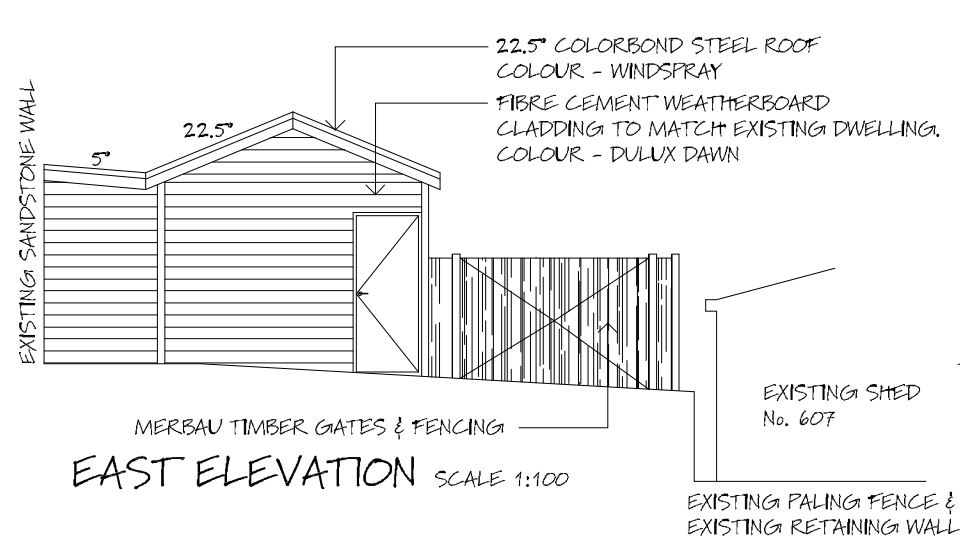 22.5° COLORBOND STEEL ROOF
COLOUR - WINDSPRAY
FIBRE CEMENT WEATHERBOARD
CLADDING TO MATCH EXISTING DWELLING.
COLOUR - DULUX DAWN
EXISTING SANDSTONE WALL
5°
22.5°
EXISTING SHED
No. 607
MERBAU TIMBER GATES & FENCING
EAST ELEVATION SCALE 1:100
EXISTING PALING FENCE &
EXISTING RETAINING WALL